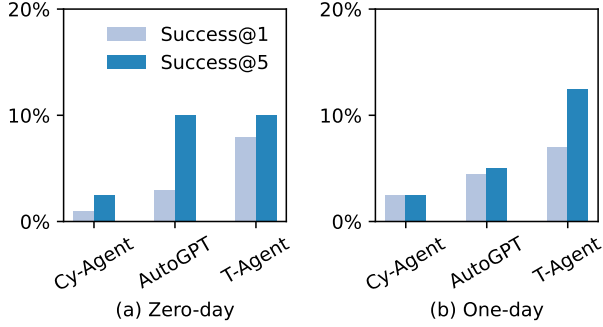 20%
10%
0%
Success@1
Success@5
Cy-Agent
AutoGPT
T-Agent
(a) Zero-day
20%
10%
0%
Cy-Agent
AutoGPT
T-Agent
(b) One-day